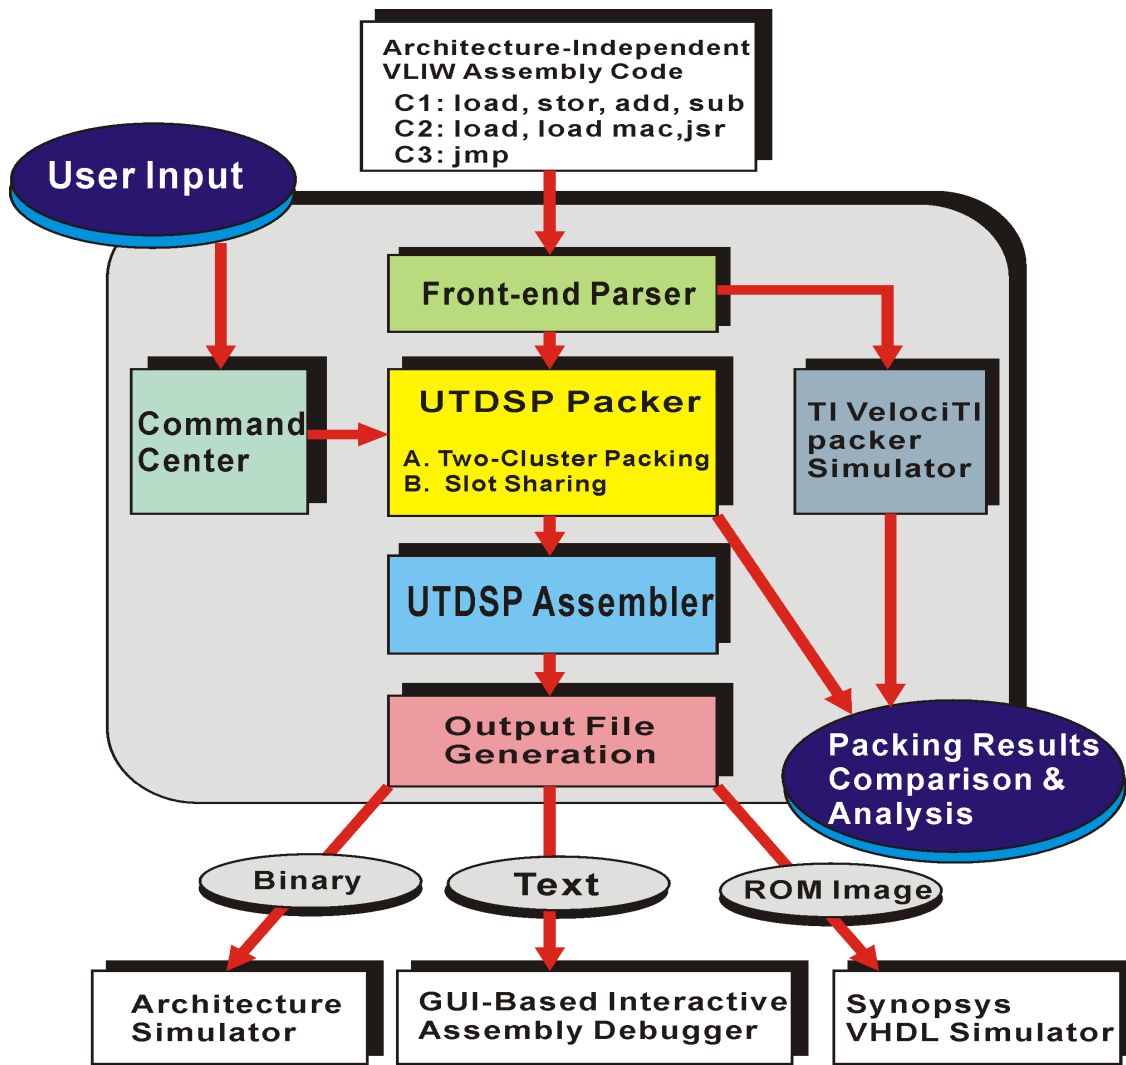 Architecture-Independent
VLIW Assembly Code
C1: load, stor, add, sub
C2: load, load mac,jsr
C3: jmp
User Input
Front-end Parser
Command
Center
UTDSP Packer
A. Two-Cluster Packing
B. Slot Sharing
TI VelociTI
packer
Simulator
UTDSP Assembler
Output File
Generation
Packing Results
Comparison &
Analysis
Binary
Text
ROM Image
Architecture
Simulator
GUI-Based Interactive
Assembly Debugger
Synopsys
VHDL Simulator